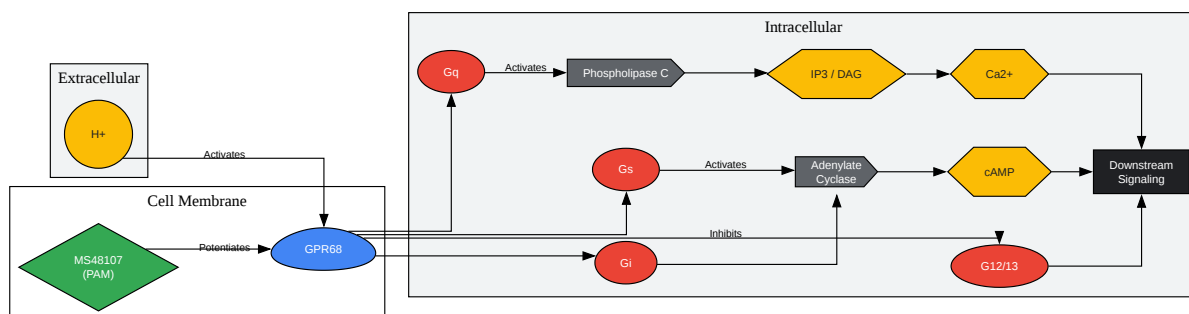 Intracellular
Extracellular
Gq
Activates
Phospholipase C
IP3 / DAG
Ca2+
H+
Activates
Gs
Activates
Adenylate
Cyclase
cAMP
Downstream
Signaling
Cell Membrane
MS48107
(PAM)
Potentiates
GPR68
Inhibits
Gi
G12/13